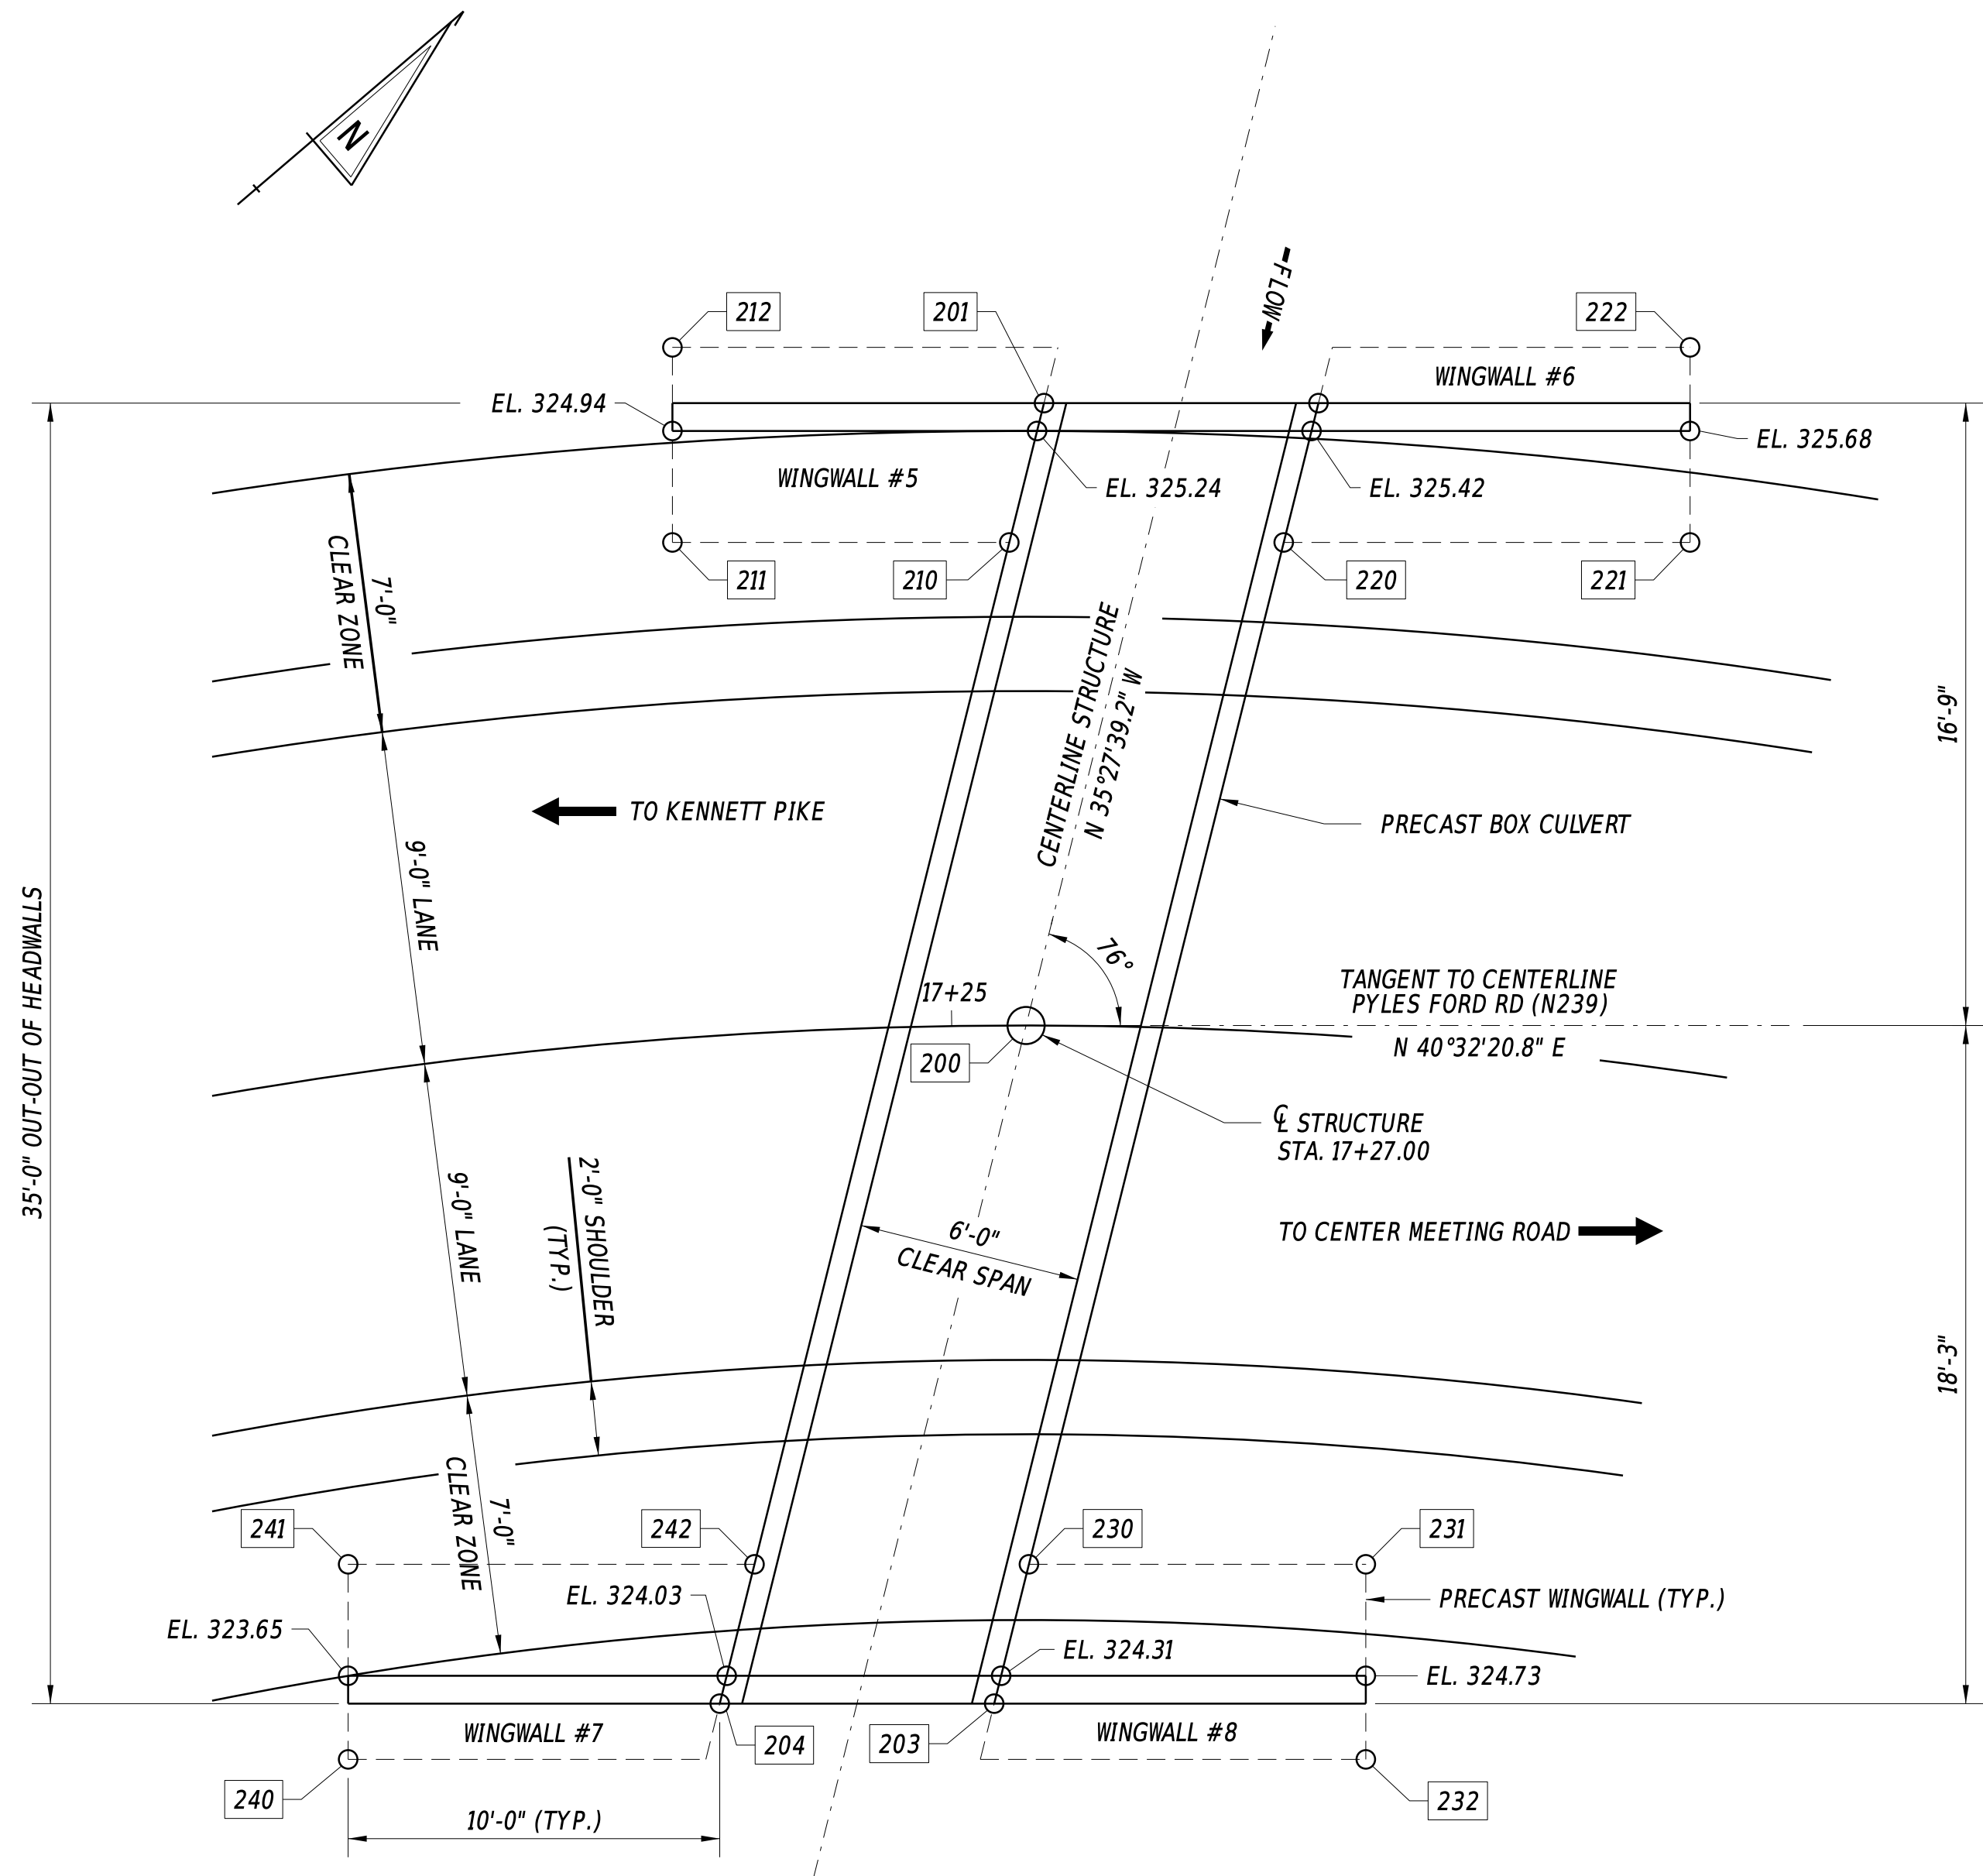 N
FLOW
212
201
222
WINGWALL #6
EL. 324.94
EL. 325.68
WINGWALL #5
EL. 325.24
EL. 325.42
211
210
220
221
7'-0"
CLEAR ZONE
CENTERLINE STRUCTURE
N 35°27'39.2" W
16'-9"
TO KENNETT PIKE
PRECAST BOX CULVERT
9'-0" LANE
35'-0" OUT-OUT OF HEADWALLS
76°
17+25
TANGENT TO CENTERLINE
PYLES FORD RD (N239)
N 40°32'20.8" E
200
℄ STRUCTURE
STA. 17+27.00
9'-0" LANE
2'-0" SHOULDER
(TYP.)
6'-0"
CLEAR SPAN
TO CENTER MEETING ROAD
18'-3"
7'-0"
CLEAR ZONE
241
242
230
231
EL. 324.03
PRECAST WINGWALL (TYP.)
EL. 323.65
EL. 324.31
EL. 324.73
WINGWALL #7
204
203
WINGWALL #8
240
232
10'-0" (TYP.)